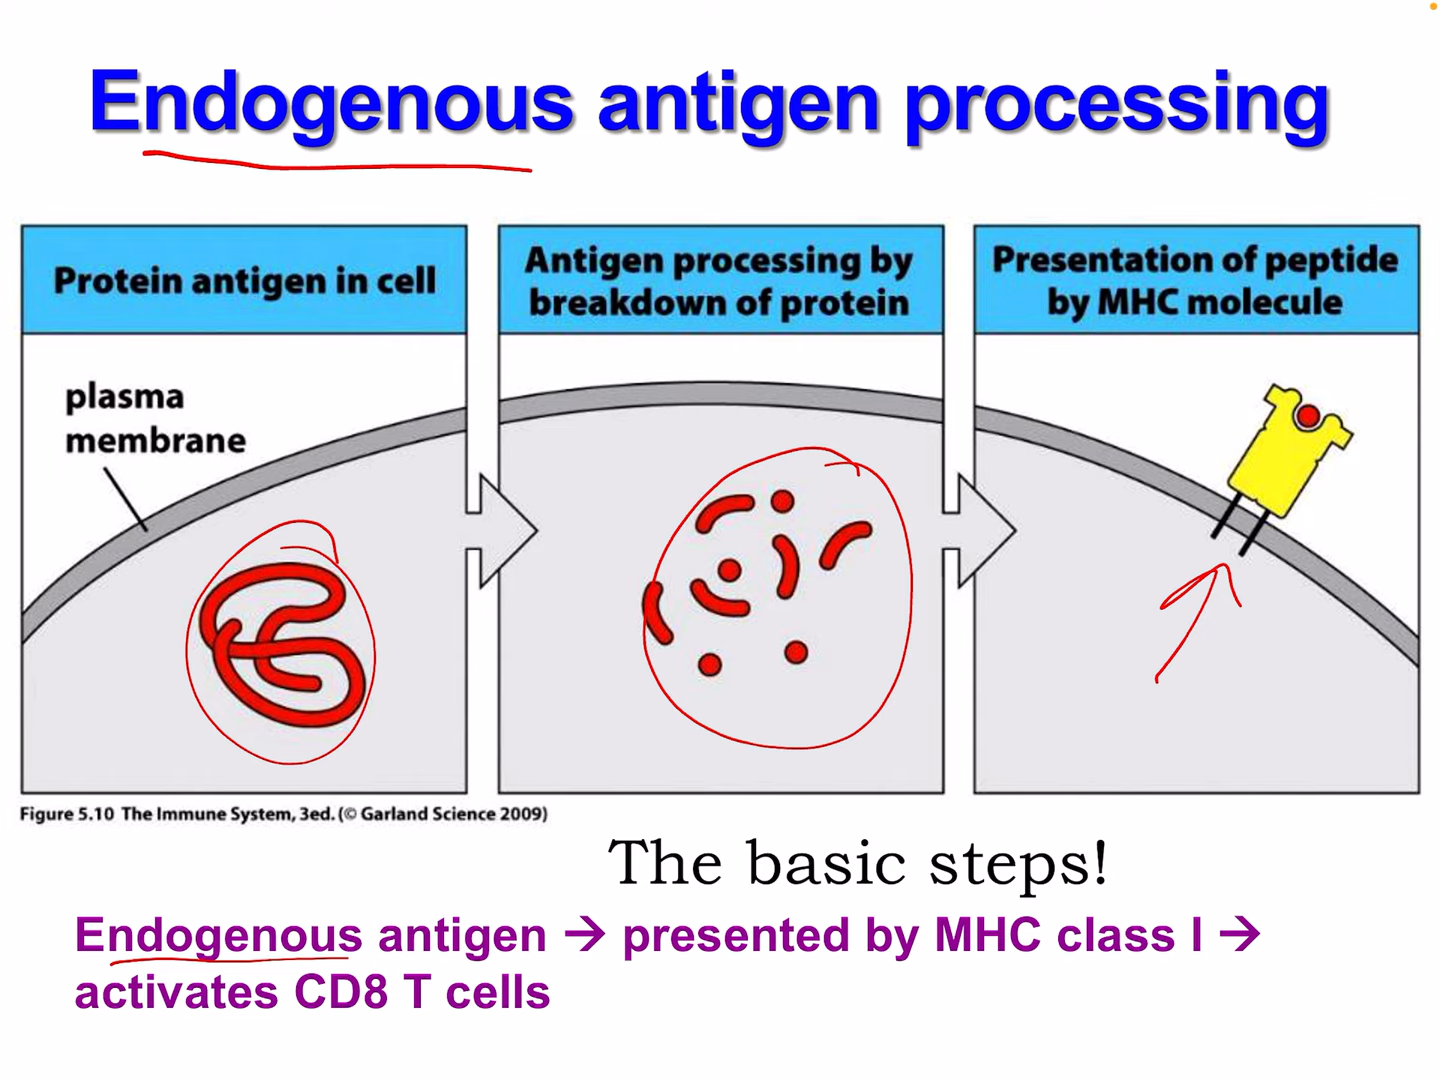 Endogenous antigen processing
Protein antigen in cell
Antigen processing by
breakdown of protein
Presentation of peptide
by MHC molecule
plasma
membrane
Figure 5.10 The Immune System, 3ed. (© Garland Science 2009)
The basic steps!
Endogenous antigen → presented by MHC class I →
activates CD8 T cells